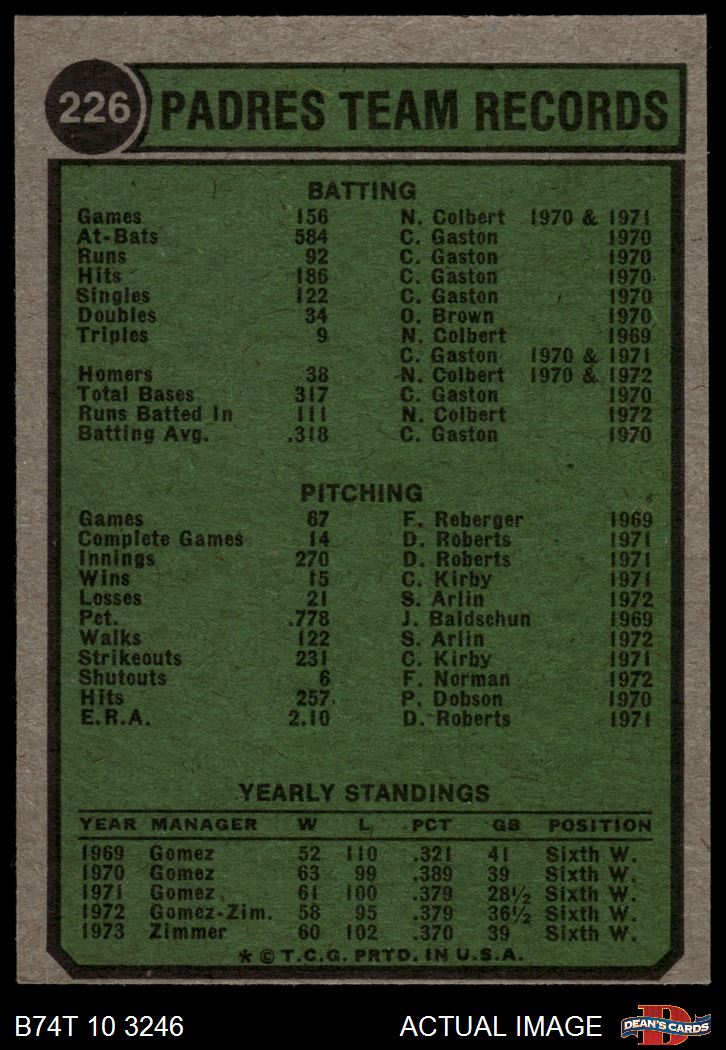 226 PADRES TEAM RECORDS
BATTING
Games 156 N. Colbert 1970 & 1971
At-Bats 584 C. Gaston 1970
Runs 92 C. Gaston 1970
Hits 186 C. Gaston 1970
Singles 122 C. Gaston 1970
Doubles 34 O. Brown 1970
Triples 9 N. Colbert 1969
C. Gaston 1970 & 1971
Homers 38 N. Colbert 1970 & 1972
Total Bases 317 C. Gaston 1970
Runs Batted In 111 N. Colbert 1972
Batting Avg. .318 C. Gaston 1970
PITCHING
Games 67 F. Reberger 1969
Complete Games 14 D. Roberts 1971
Innings 270 D. Roberts 1971
Wins 15 C. Kirby 1971
Losses 21 S. Arlin 1972
Pct. .778 J. Baldschun 1969
Walks 122 S. Arlin 1972
Strikeouts 231 C. Kirby 1971
Shutouts 6 F. Norman 1972
Hits 257 P. Dobson 1970
E.R.A. 2.10 D. Roberts 1971
YEARLY STANDINGS
YEAR MANAGER W L PCT GB POSITION
1969 Gomez 52 110 .321 41 Sixth W.
1970 Gomez 63 99 .389 39 Sixth W.
1971 Gomez 61 100 .379 28½ Sixth W.
1972 Gomez-Zim. 58 95 .379 36½ Sixth W.
1973 Zimmer 60 102 .370 39 Sixth W.
* © T.C.G. PRTD. IN U.S.A.
B74T 10 3246 ACTUAL IMAGE D DEAN'S CARDS